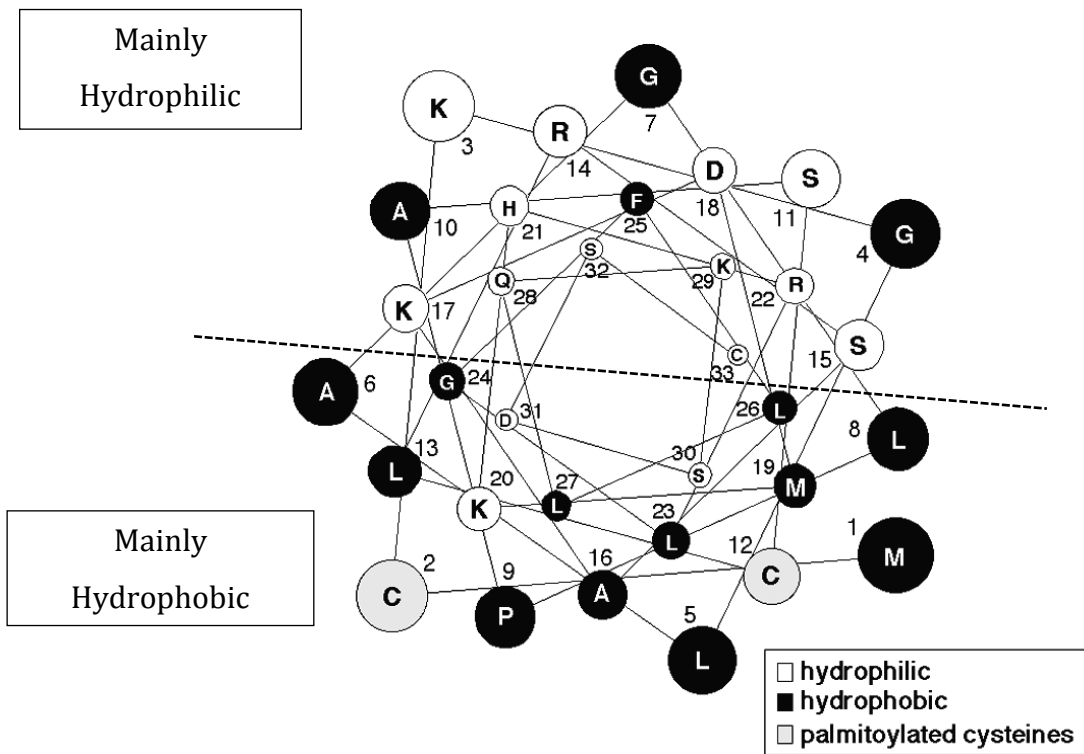 Mainly
Hydrophilic
G
7
K
3
R
14
D
18
S
11
A
10
H
21
F
25
G
4
S
32
Q
28
K
29
R
22
K
17
C
33
S
15
A
6
G
24
D
31
L
26
L
8
L
13
S
30
M
19
K
20
L
27
L
23
Mainly
Hydrophobic
C
2
P
9
A
16
C
12
M
1
L
5
hydrophilic
hydrophobic
palmitoylated cysteines